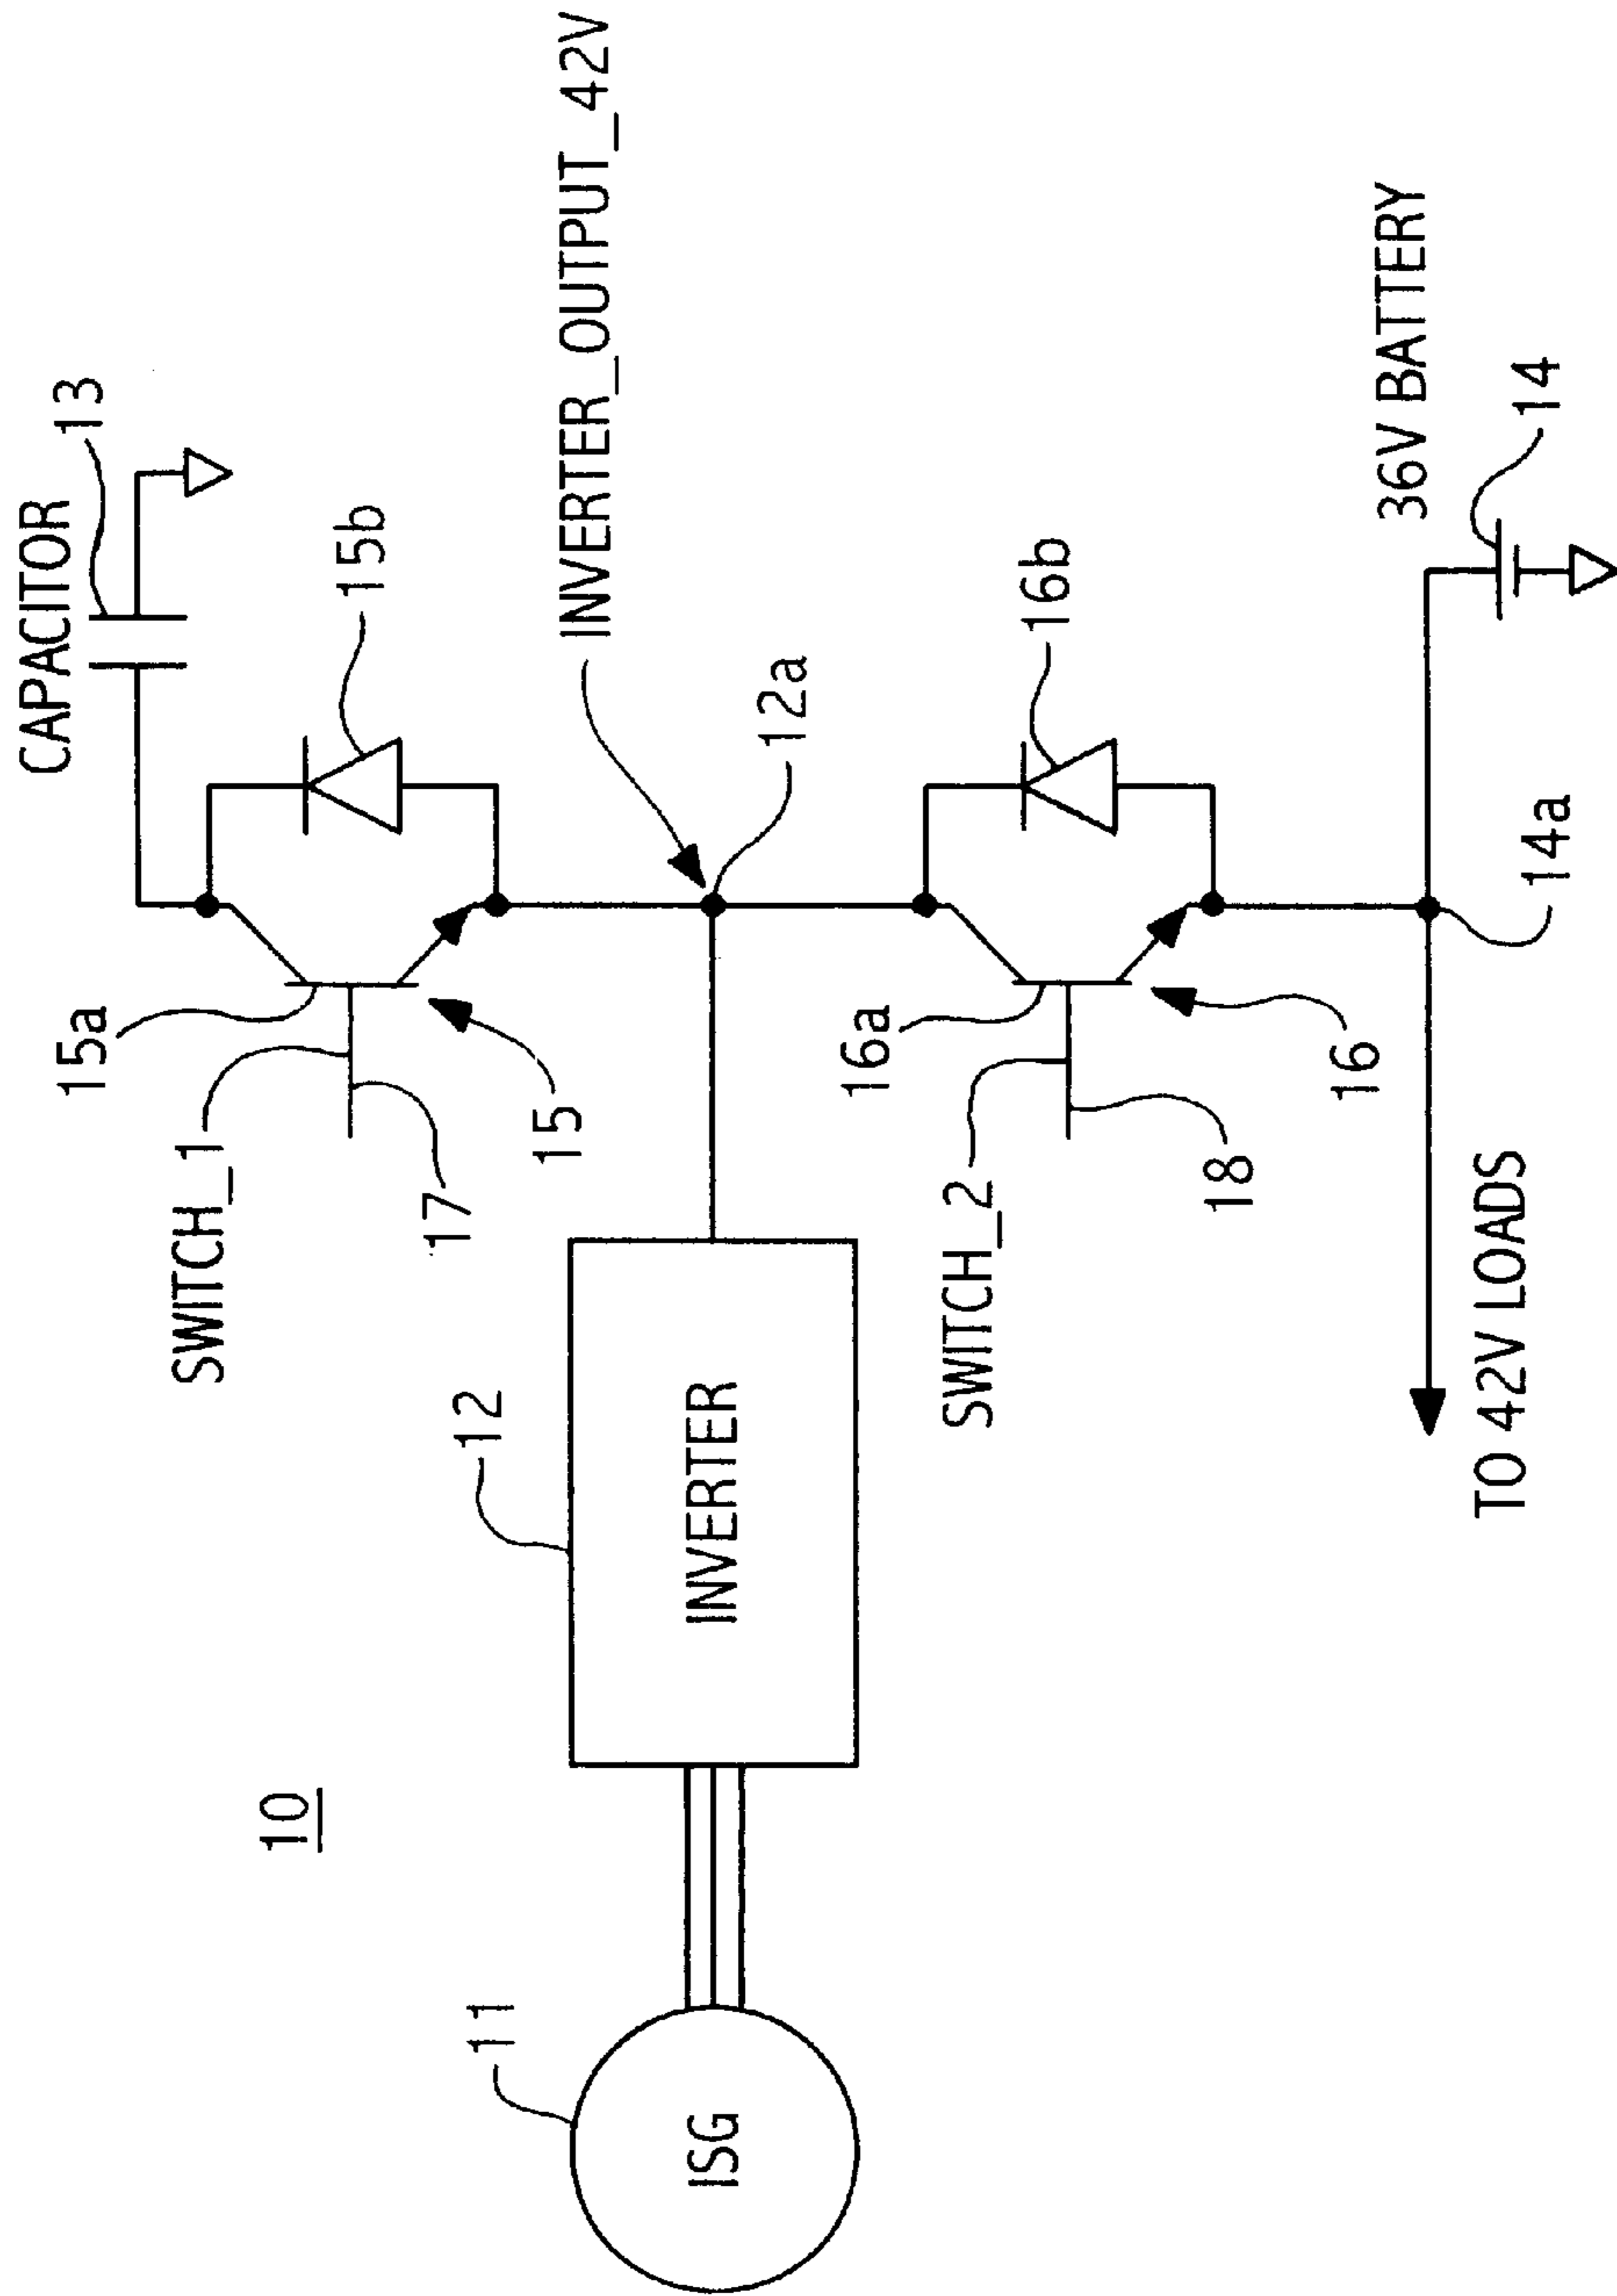 10
CAPACITOR
13
15a
15b
SWITCH_1
17
15
INVERTER_OUTPUT_42V
12
12a
11
ISG
INVERTER
16a
16b
SWITCH_2
18
16
36V BATTERY
14
14a
TO 42V LOADS